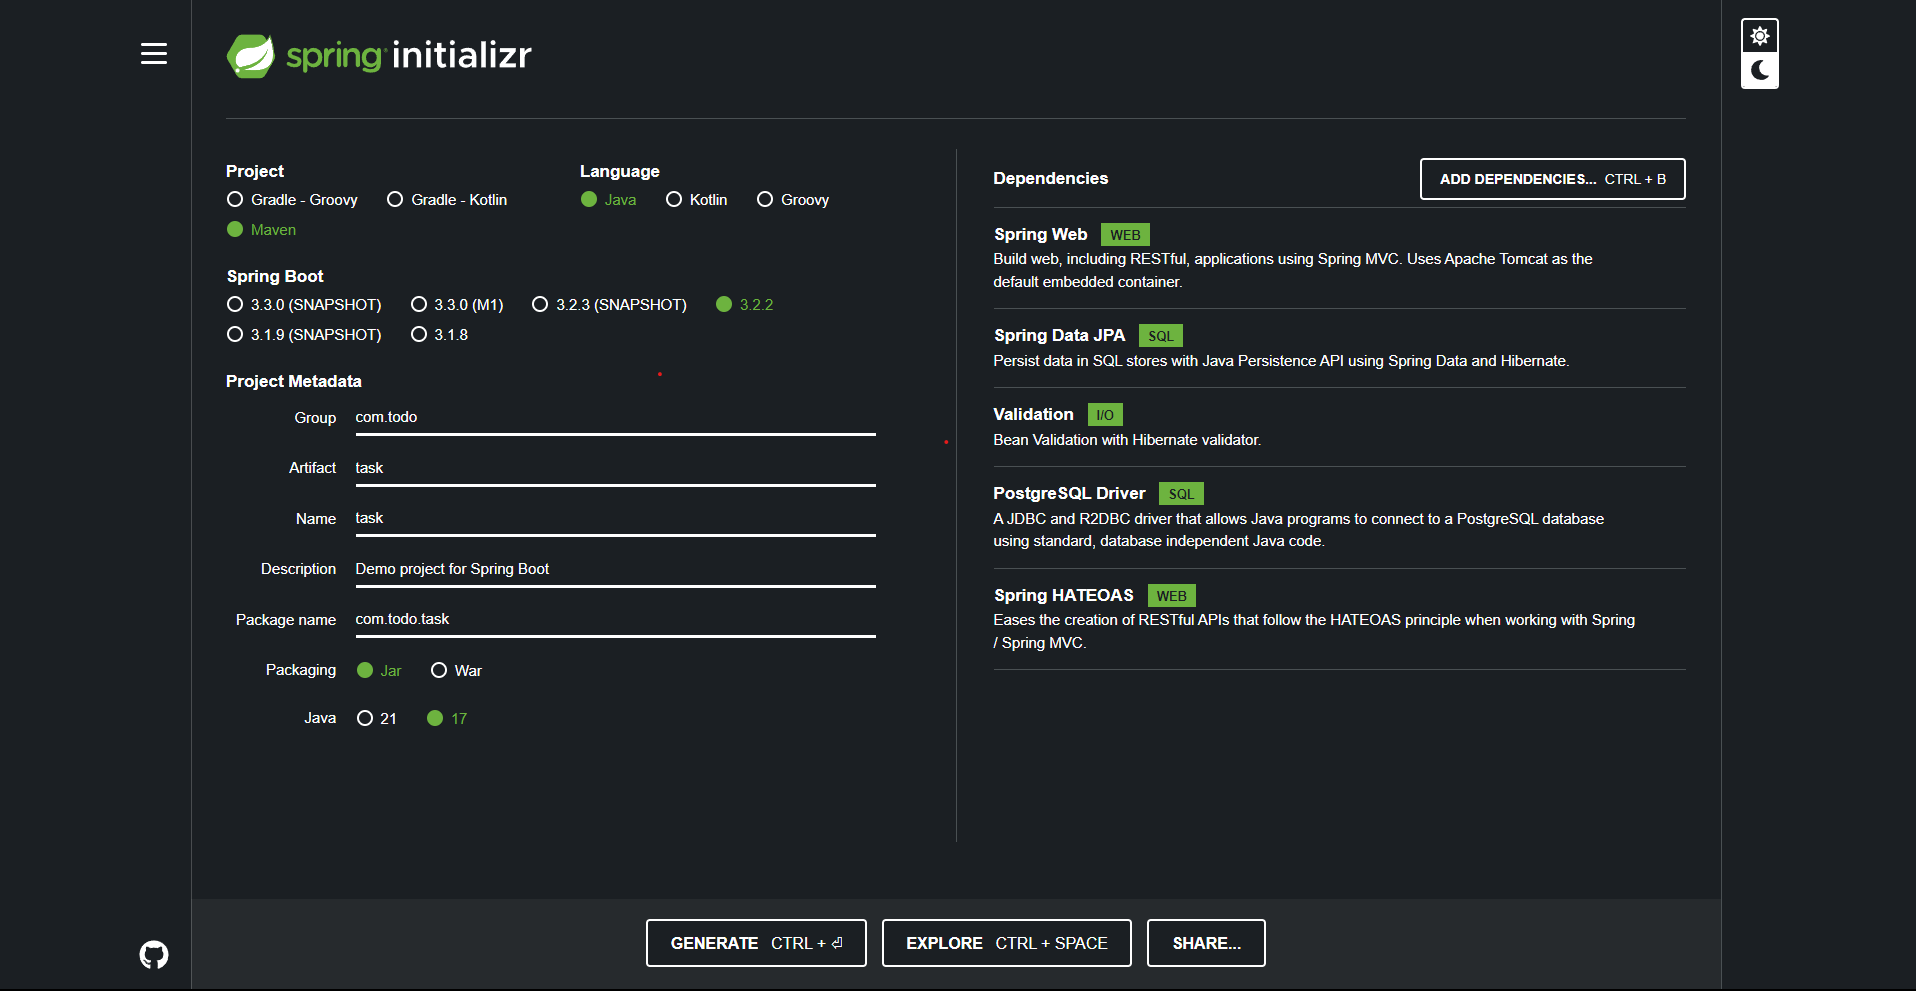 spring initializr
Project
Gradle - Groovy Gradle - Kotlin
Maven
Language
Java Kotlin Groovy
Spring Boot
3.3.0 (SNAPSHOT) 3.3.0 (M1) 3.2.3 (SNAPSHOT) 3.2.2
3.1.9 (SNAPSHOT) 3.1.8
Project Metadata
Group com.todo
Artifact task
Name task
Description Demo project for Spring Boot
Package name com.todo.task
Packaging Jar War
Java 21 17
Dependencies
ADD DEPENDENCIES... CTRL + B
Spring Web WEB
Build web, including RESTful, applications using Spring MVC. Uses Apache Tomcat as the
default embedded container.
Spring Data JPA SQL
Persist data in SQL stores with Java Persistence API using Spring Data and Hibernate.
Validation I/O
Bean Validation with Hibernate validator.
PostgreSQL Driver SQL
A JDBC and R2DBC driver that allows Java programs to connect to a PostgreSQL database
using standard, database independent Java code.
Spring HATEOAS WEB
Eases the creation of RESTful APIs that follow the HATEOAS principle when working with Spring
/ Spring MVC.
GENERATE CTRL + ⏎
EXPLORE CTRL + SPACE
SHARE...